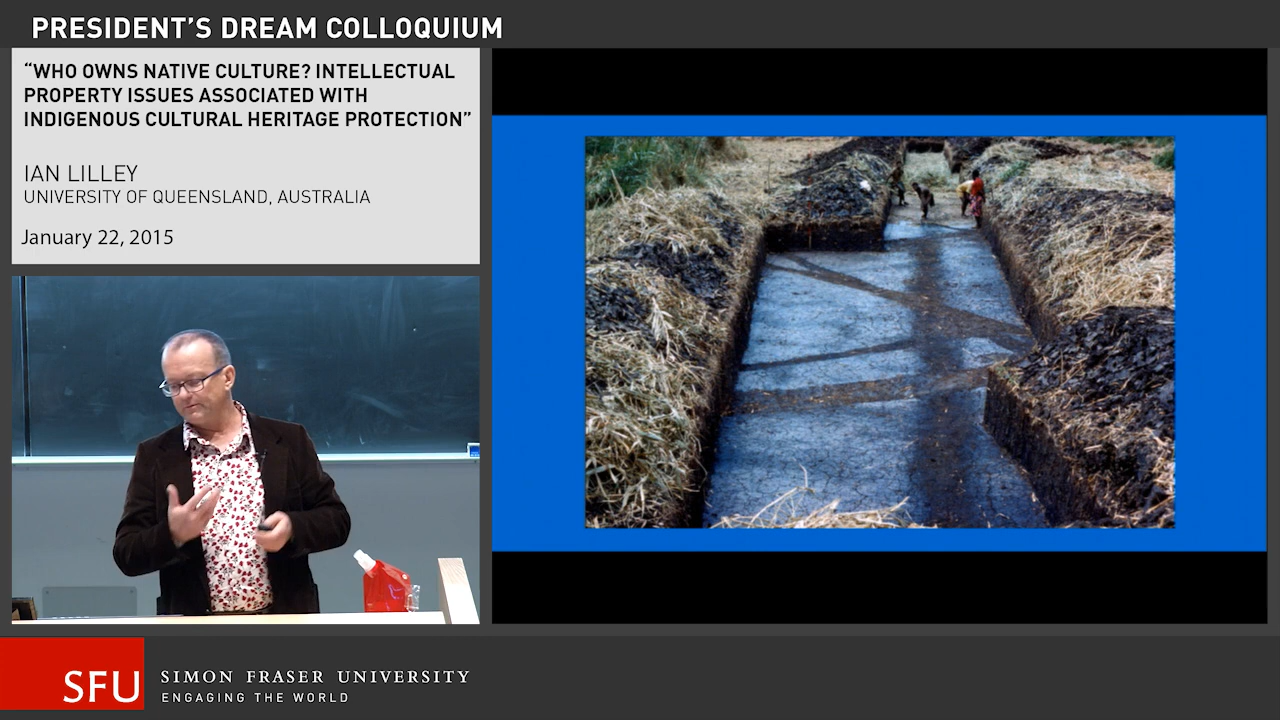 PRESIDENT’S DREAM COLLOQUIUM
“WHO OWNS NATIVE CULTURE? INTELLECTUAL
PROPERTY ISSUES ASSOCIATED WITH
INDIGENOUS CULTURAL HERITAGE PROTECTION”
IAN LILLEY
UNIVERSITY OF QUEENSLAND, AUSTRALIA
January 22, 2015
SFU
SIMON FRASER UNIVERSITY
ENGAGING THE WORLD